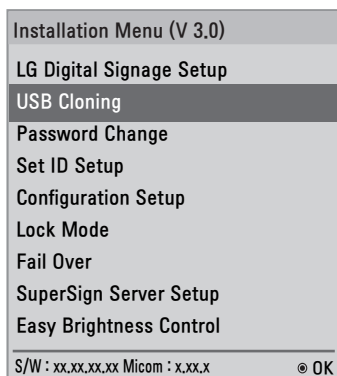 Installation Menu (V 3.0)
LG Digital Signage Setup
USB Cloning
Password Change
Set ID Setup
Configuration Setup
Lock Mode
Fail Over
SuperSign Server Setup
Easy Brightness Control
S/W : xx.xx.xx.xx Micom : x.xx.x ◉ OK